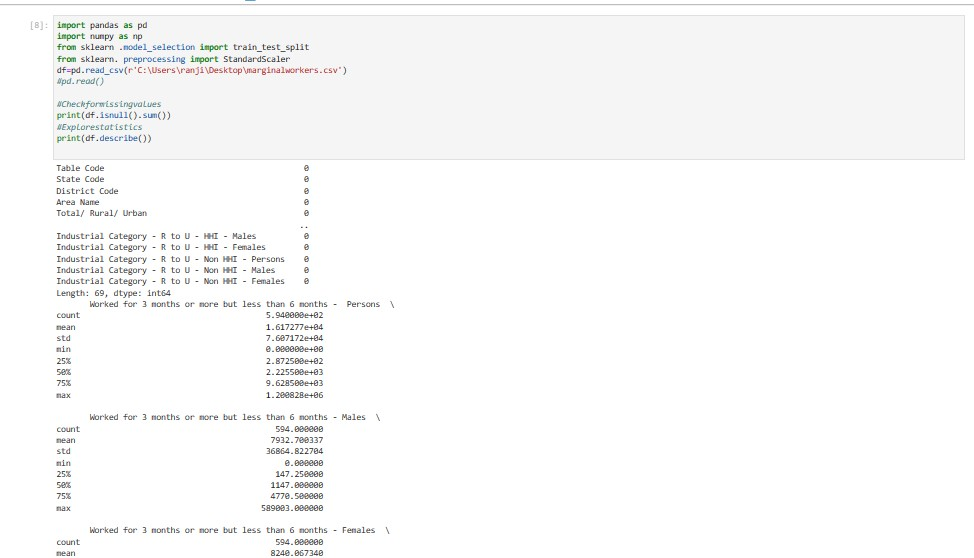 [8]:
import pandas as pd
import numpy as np
from sklearn .model_selection import train_test_split
from sklearn. preprocessing import StandardScaler
df=pd.read_csv(r'C:\Users\ranji\Desktop\marginalworkers.csv')
#pd.read()
#Checkformissingvalues
print(df.isnull().sum())
#Explorestatistics
print(df.describe())
Table Code 0
State Code 0
District Code 0
Area Name 0
Total/ Rural/ Urban 0
..
Industrial Category - R to U - HHI - Males 0
Industrial Category - R to U - HHI - Females 0
Industrial Category - R to U - Non HHI - Persons 0
Industrial Category - R to U - Non HHI - Males 0
Industrial Category - R to U - Non HHI - Females 0
Length: 69, dtype: int64
Worked for 3 months or more but less than 6 months -  Persons  \
count 5.940000e+02
mean 1.617277e+04
std 7.607172e+04
min 0.000000e+00
25% 2.872500e+02
50% 2.225500e+03
75% 9.628500e+03
max 1.200828e+06
Worked for 3 months or more but less than 6 months - Males  \
count 594.000000
mean 7932.700337
std 36864.822704
min 0.000000
25% 147.250000
50% 1147.000000
75% 4770.500000
max 589003.000000
Worked for 3 months or more but less than 6 months - Females  \
count 594.000000
mean 8240.067340